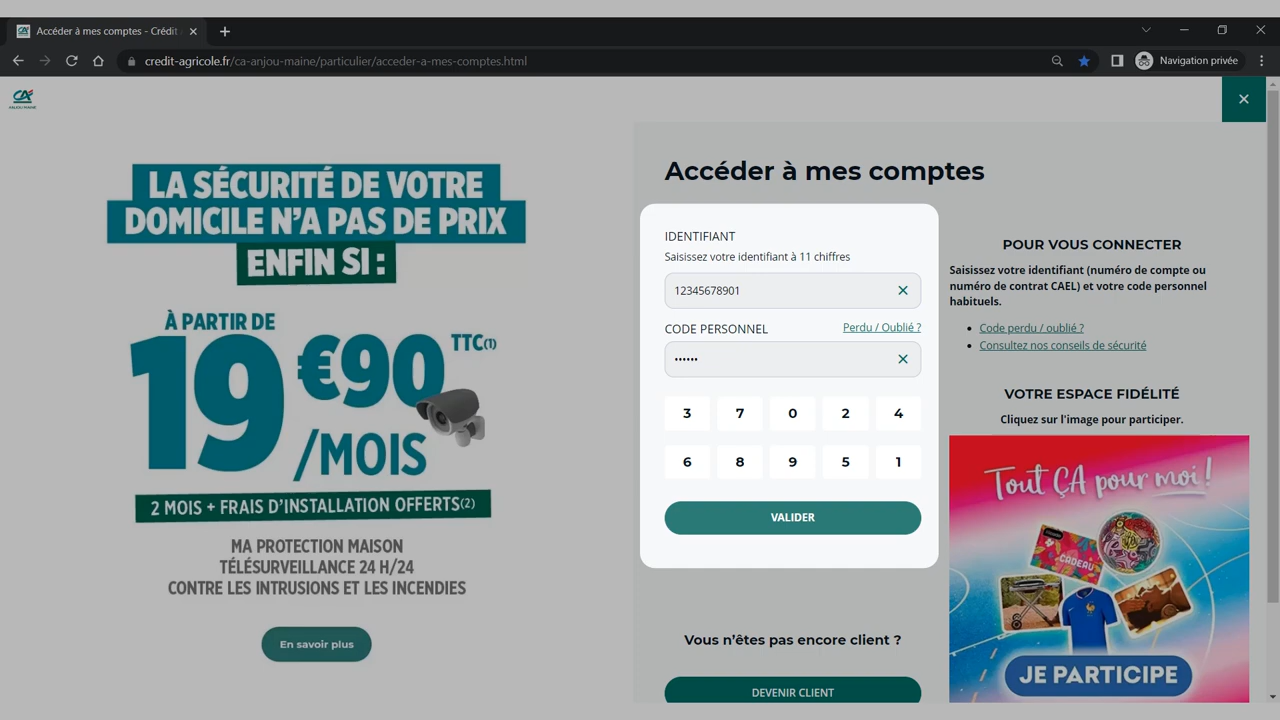 Accéder à mes comptes - Crédit
credit-agricole.fr/ca-anjou-maine/particulier/acceder-a-mes-comptes.html
Navigation privée
CA
ANJOU MAINE
LA SÉCURITÉ DE VOTRE
DOMICILE N'A PAS DE PRIX
ENFIN SI :
À PARTIR DE
19€90 TTC(1)
/MOIS
2 MOIS + FRAIS D'INSTALLATION OFFERTS(2)
MA PROTECTION MAISON
TÉLÉSURVEILLANCE 24 H/24
CONTRE LES INTRUSIONS ET LES INCENDIES
En savoir plus
Accéder à mes comptes
IDENTIFIANT
Saisissez votre identifiant à 11 chiffres
12345678901
CODE PERSONNEL Perdu / Oublié ?
••••••
3 7 0 2 4
6 8 9 5 1
VALIDER
Vous n'êtes pas encore client ?
DEVENIR CLIENT
POUR VOUS CONNECTER
Saisissez votre identifiant (numéro de compte ou
numéro de contrat CAEL) et votre code personnel
habituels.
• Code perdu / oublié ?
• Consultez nos conseils de sécurité
VOTRE ESPACE FIDÉLITÉ
Cliquez sur l'image pour participer.
Tout ÇA pour moi !
CADEAU
JE PARTICIPE